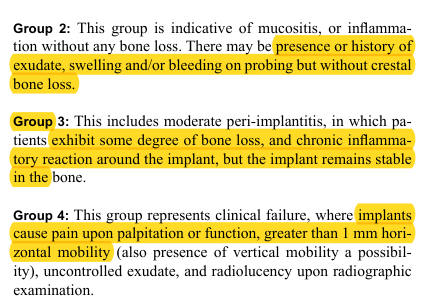 Group 2: This group is indicative of mucositis, or inflamma-
tion without any bone loss. There may be presence or history of
exudate, swelling and/or bleeding on probing but without crestal
bone loss.
Group 3: This includes moderate peri-implantitis, in which pa-
tients exhibit some degree of bone loss, and chronic inflamma-
tory reaction around the implant, but the implant remains stable
in the bone.
Group 4: This group represents clinical failure, where implants
cause pain upon palpitation or function, greater than 1 mm hori-
zontal mobility (also presence of vertical mobility a possibil-
ity), uncontrolled exudate, and radiolucency upon radiographic
examination.